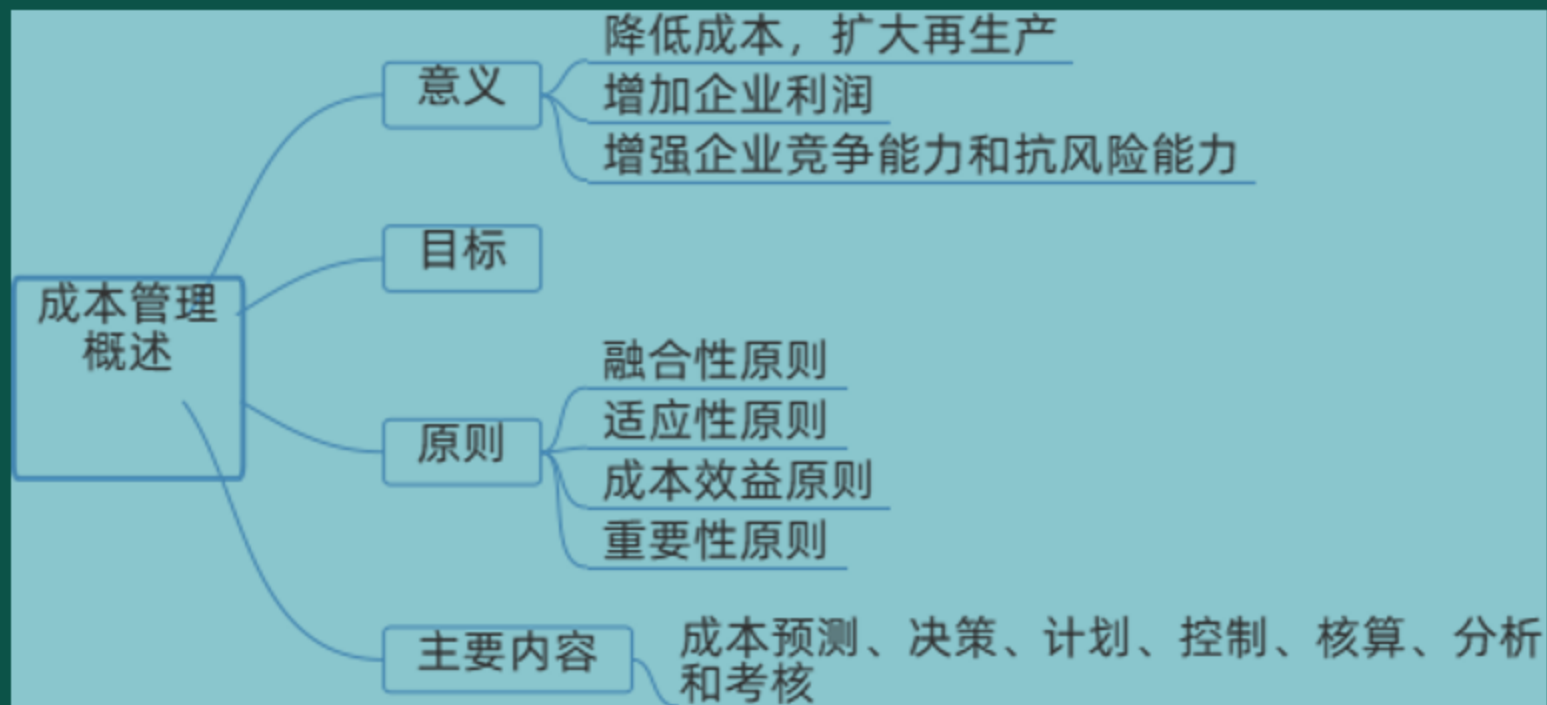 降低成本，扩大再生产
意义
增加企业利润
增强企业竞争能力和抗风险能力
目标
成本管理
概述
融合性原则
适应性原则
原则
成本效益原则
重要性原则
主要内容
成本预测、决策、计划、控制、核算、分析
和考核